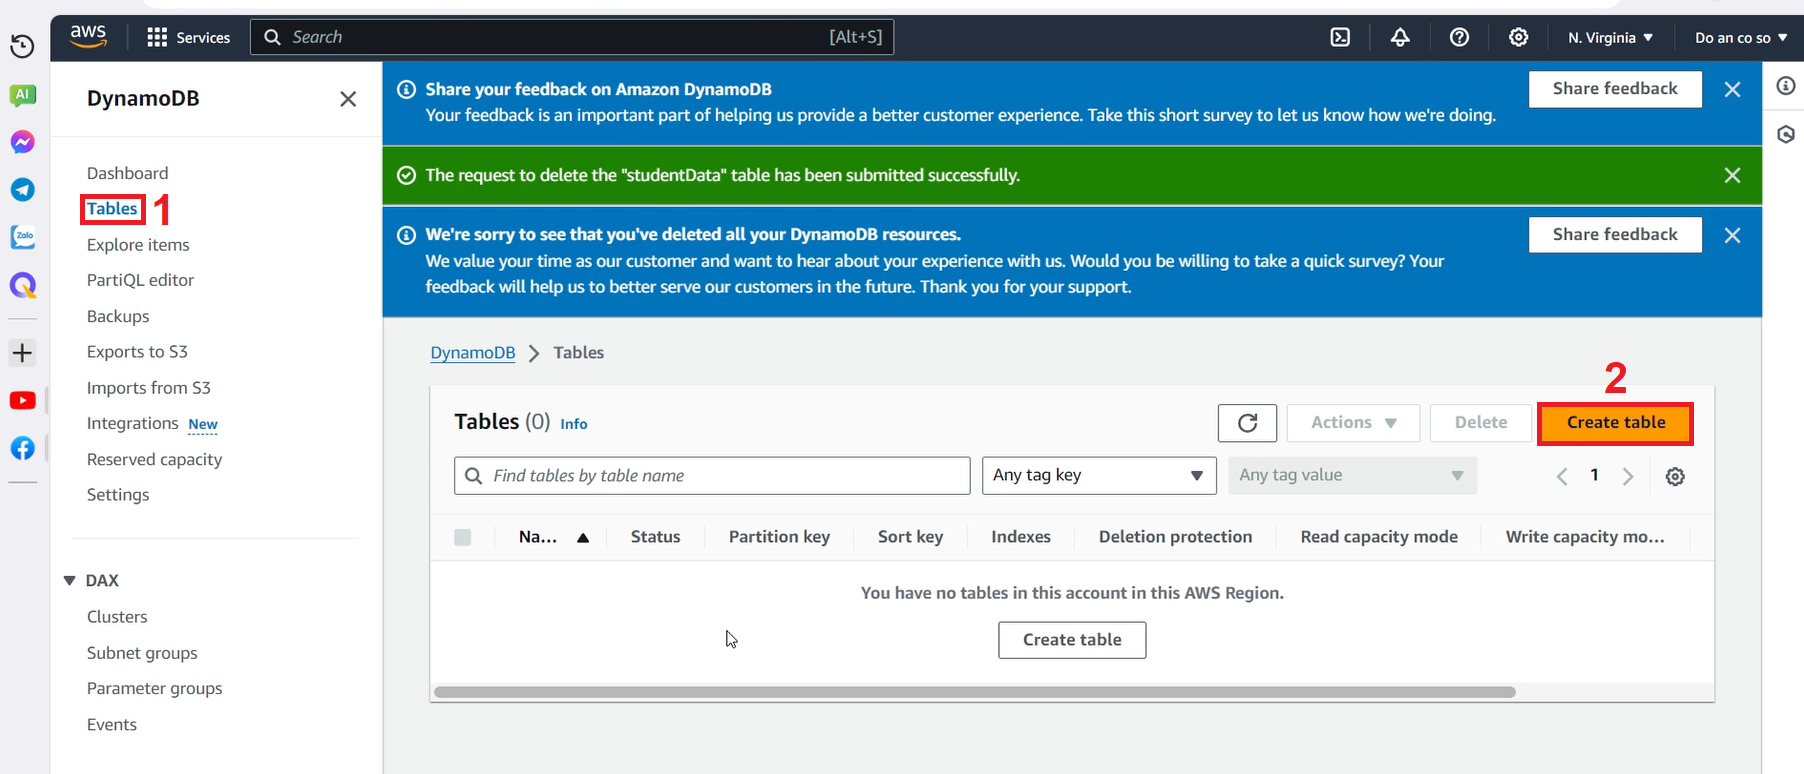 aws
Services
Search
[Alt+S]
N. Virginia
Do an co so
AI
Zalo
DynamoDB
Dashboard
Tables
1
Explore items
PartiQL editor
Backups
Exports to S3
Imports from S3
Integrations New
Reserved capacity
Settings
DAX
Clusters
Subnet groups
Parameter groups
Events
Share your feedback on Amazon DynamoDB
Your feedback is an important part of helping us provide a better customer experience. Take this short survey to let us know how we're doing.
Share feedback
The request to delete the "studentData" table has been submitted successfully.
We're sorry to see that you've deleted all your DynamoDB resources.
We value your time as our customer and want to hear about your experience with us. Would you be willing to take a quick survey? Your
feedback will help us to better serve our customers in the future. Thank you for your support.
Share feedback
DynamoDB > Tables
2
Tables (0) Info
Actions
Delete
Create table
Find tables by table name
Any tag key
Any tag value
1
Na...
Status
Partition key
Sort key
Indexes
Deletion protection
Read capacity mode
Write capacity mo...
You have no tables in this account in this AWS Region.
Create table